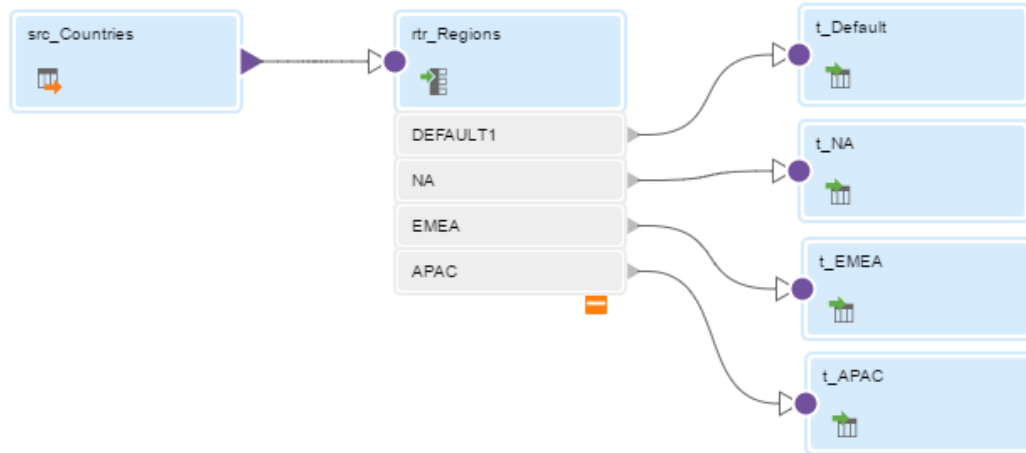 src_Countries
rtr_Regions
DEFAULT1
NA
EMEA
APAC
t_Default
t_NA
t_EMEA
t_APAC